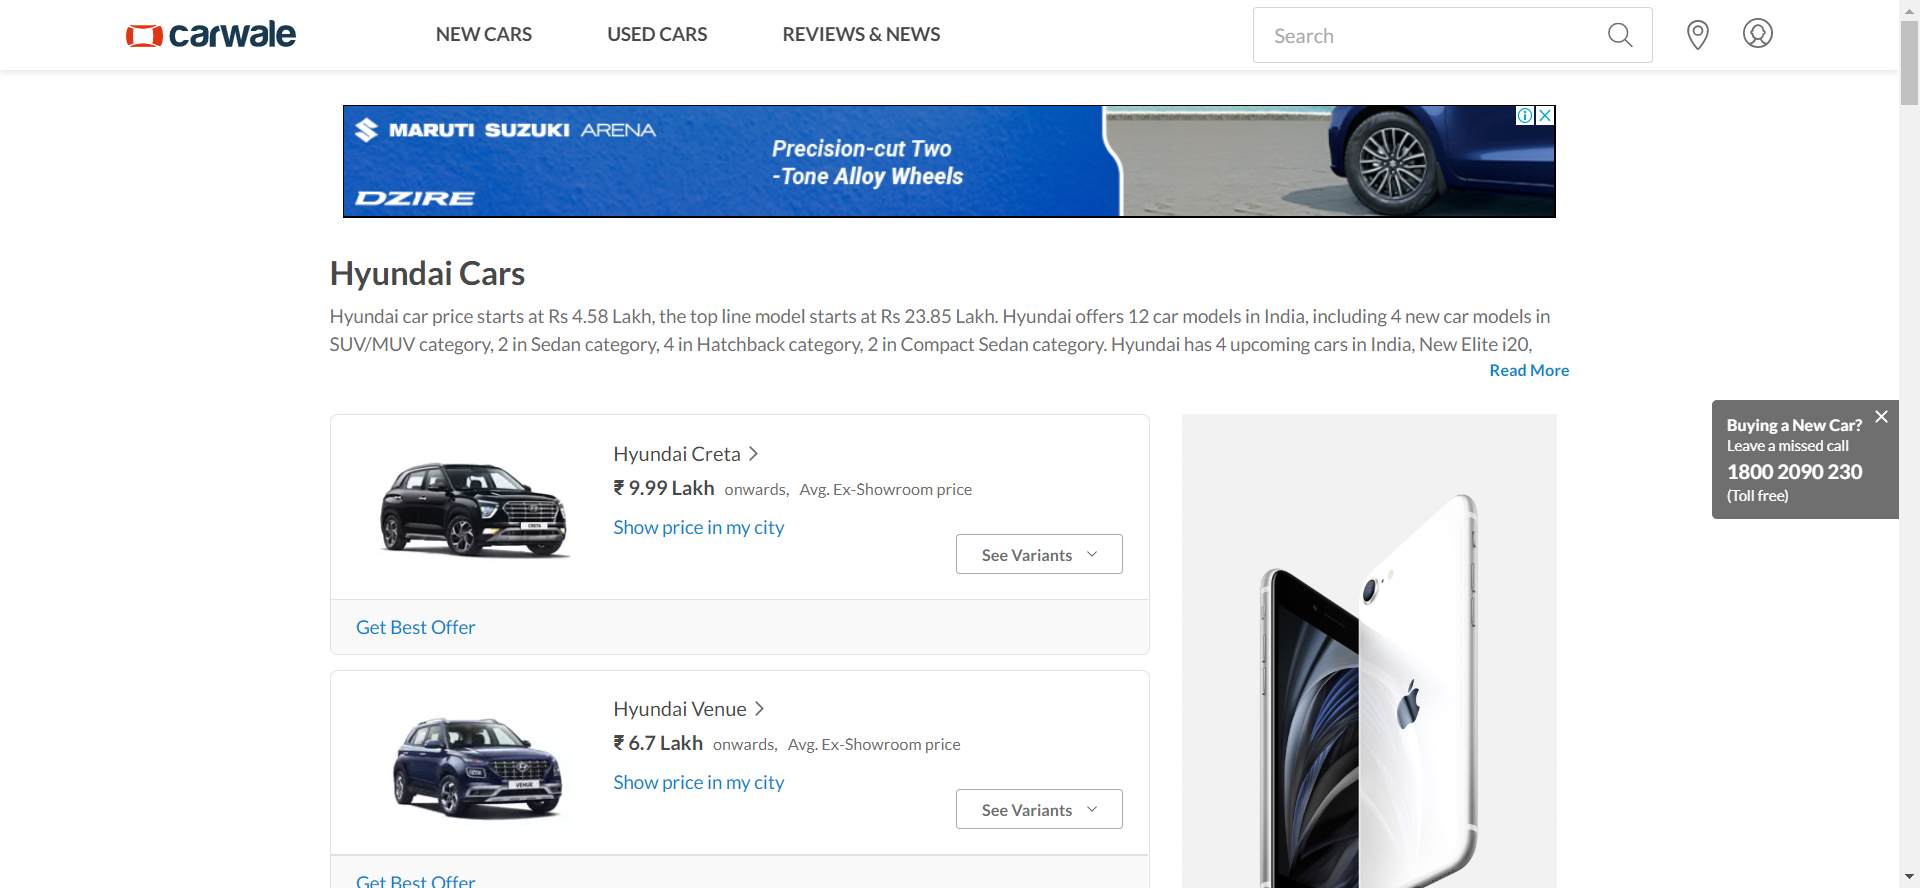 carwale
NEW CARS
USED CARS
REVIEWS & NEWS
Search
MARUTI SUZUKI ARENA
Precision-cut Two
-Tone Alloy Wheels
DZIRE
Hyundai Cars
Hyundai car price starts at Rs 4.58 Lakh, the top line model starts at Rs 23.85 Lakh. Hyundai offers 12 car models in India, including 4 new car models in
SUV/MUV category, 2 in Sedan category, 4 in Hatchback category, 2 in Compact Sedan category. Hyundai has 4 upcoming cars in India, New Elite i20,
Read More
Buying a New Car?
Leave a missed call
1800 2090 230
(Toll free)
Hyundai Creta
₹ 9.99 Lakh onwards, Avg. Ex-Showroom price
Show price in my city
See Variants
CRETA
Get Best Offer
Hyundai Venue
₹ 6.7 Lakh onwards, Avg. Ex-Showroom price
Show price in my city
See Variants
VENUE
Get Best Offer